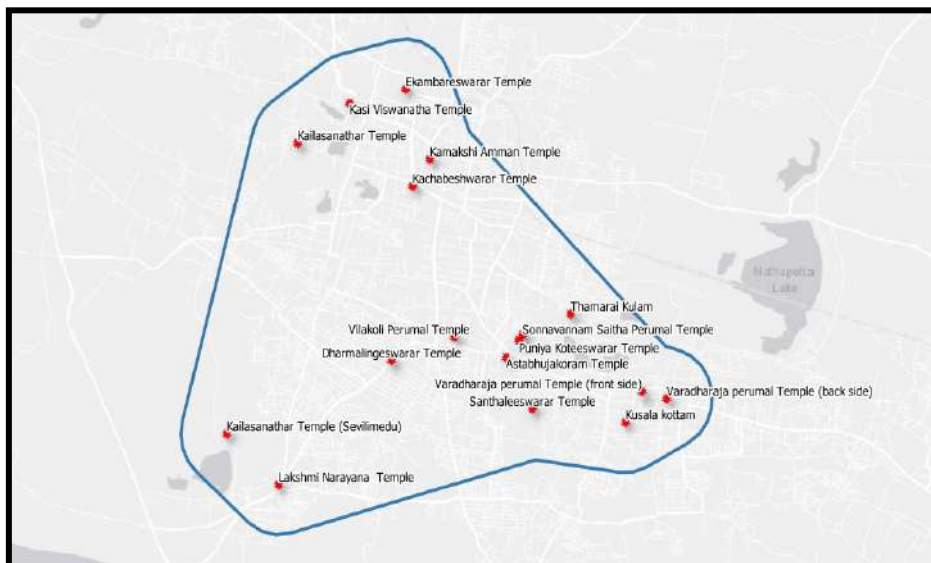 Ekambareswarar Temple
Kasi Viswanatha Temple
Kailasanathar Temple
Kamakshi Amman Temple
Kachabeshwarar Temple
Nathapettai
Lake
Thamarai Kulam
Vilakoli Perumal Temple
Sonnavannam Saitha Perumal Temple
Puniya Koteeswarar Temple
Dharmalingeswarar Temple
Astabhujakoram Temple
Varadharaja perumal Temple (front side)
Varadharaja perumal Temple (back side)
Santhaleeswarar Temple
Kusala kottam
Kailasanathar Temple (Sevilimedu)
Lakshmi Narayana Temple